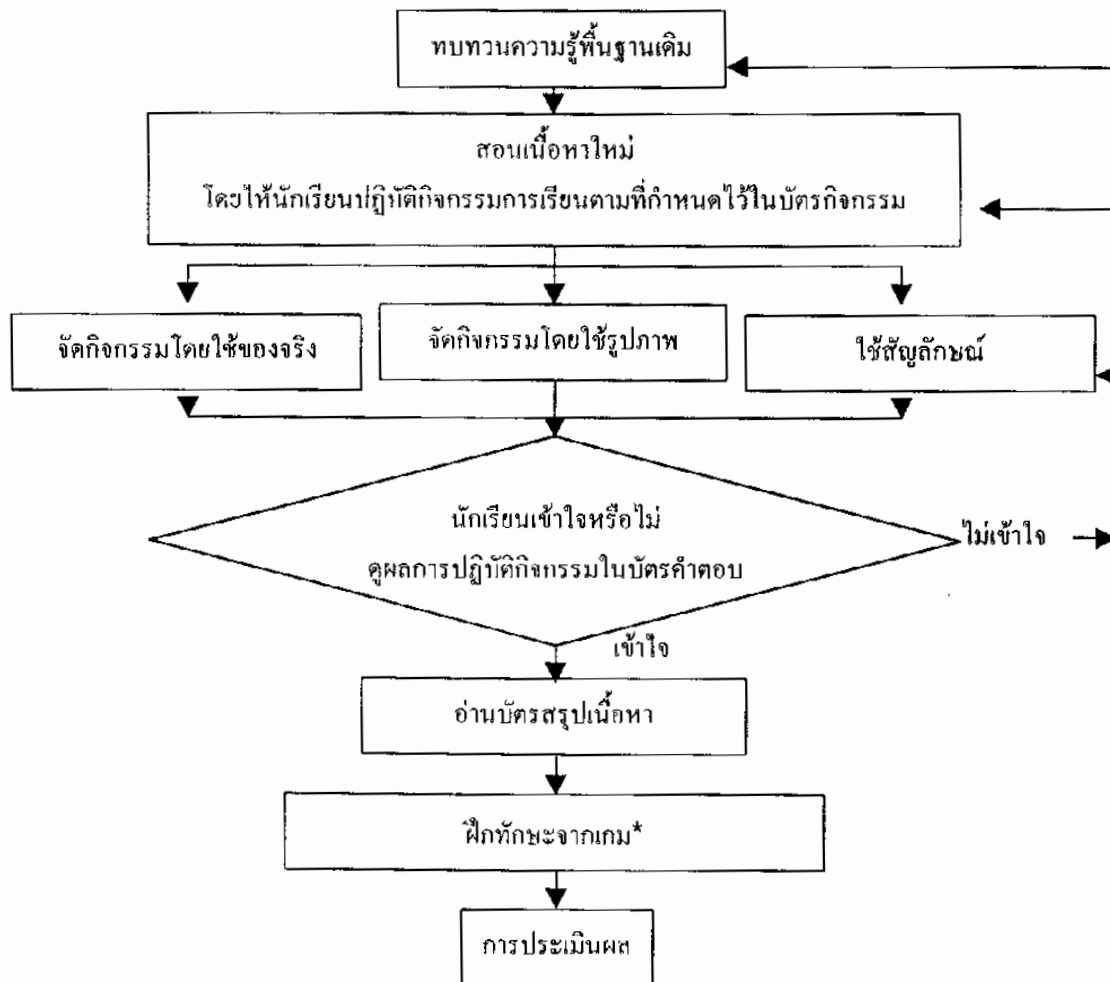 ทบทวนความรู้พื้นฐานเดิม
สอนเนื้อหาใหม่
โดยให้นักเรียนปฏิบัติกิจกรรมการเรียนตามที่กำหนดไว้ในบัตรกิจกรรม
จัดกิจกรรมโดยใช้ของจริง
จัดกิจกรรมโดยใช้รูปภาพ
ใช้สัญลักษณ์
นักเรียนเข้าใจหรือไม่
ดูผลการปฏิบัติกิจกรรมในบัตรคำตอบ
ไม่เข้าใจ
เข้าใจ
อ่านบัตรสรุปเนื้อหา
ฝึกทักษะจากเกม*
การประเมินผล